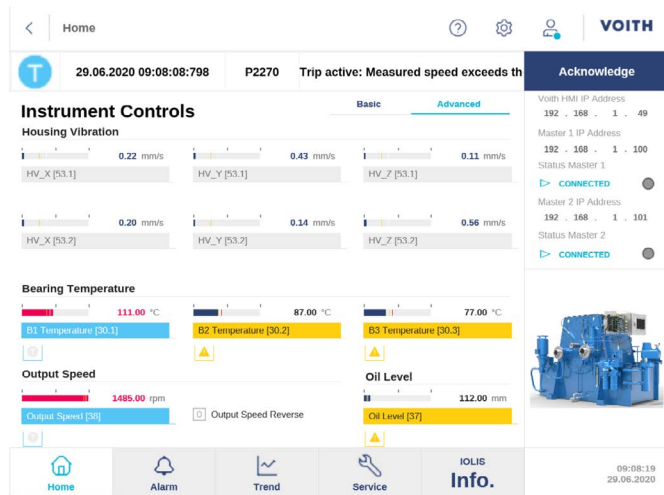 Home
VOITH
T
29.06.2020 09:08:08:798 P2270 Trip active: Measured speed exceeds th
Acknowledge
Instrument Controls
Basic Advanced
Housing Vibration
0.22 mm/s 0.43 mm/s 0.11 mm/s
HV_X [53.1] HV_Y [53.1] HV_Z [53.1]
0.20 mm/s 0.14 mm/s 0.56 mm/s
HV_X [53.2] HV_Y [53.2] HV_Z [53.2]
Bearing Temperature
111.00 °C 87.00 °C 77.00 °C
B1 Temperature [30.1] B2 Temperature [30.2] B3 Temperature [30.3]
Output Speed
Oil Level
1485.00 rpm
112.00 mm
Output Speed [38]
0 Output Speed Reverse
Oil Level [37]
Voith HMI IP Address
192 . 168 . 1 . 49
Master 1 IP Address
192 . 168 . 1 . 100
Status Master 1
CONNECTED
Master 2 IP Address
192 . 168 . 1 . 101
Status Master 2
CONNECTED
Home
Alarm
Trend
Service
IOLIS
Info.
09:08:19
29.06.2020